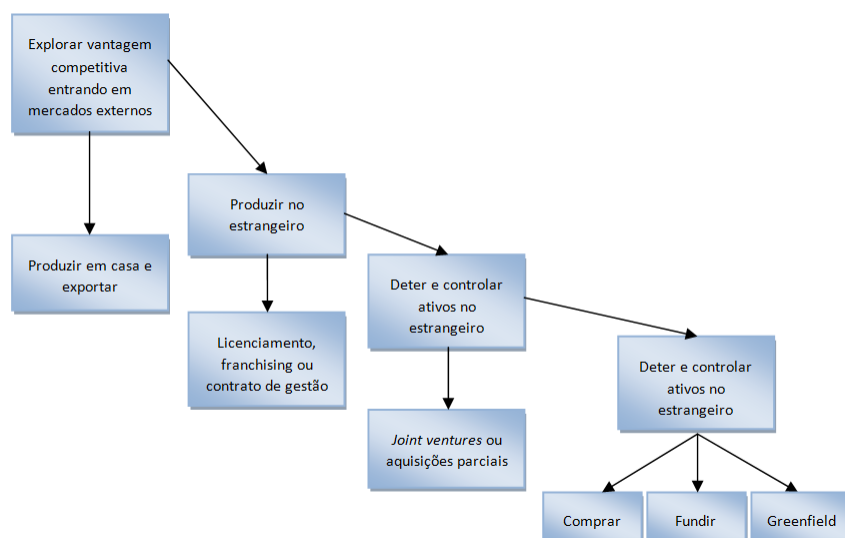 Explorar vantagem
competitiva
entrando em
mercados externos
Produzir em casa e
exportar
Produzir no
estrangeiro
Licenciamento,
franchising ou
contrato de gestão
Deter e controlar
ativos no
estrangeiro
Joint ventures ou
aquisições parciais
Deter e controlar
ativos no
estrangeiro
Comprar
Fundir
Greenfield